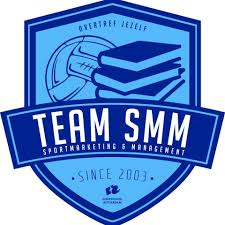 OVERTREF JEZELF
TEAM SMM
SPORTMARKETING & MANAGEMENT
• SINCE 2003 •